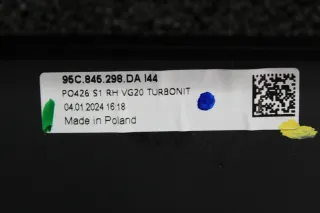 95C.845.298.DA I44
PO426 S1 RH VG20 TURBONIT
04.01.2024 16:18
Made in Poland